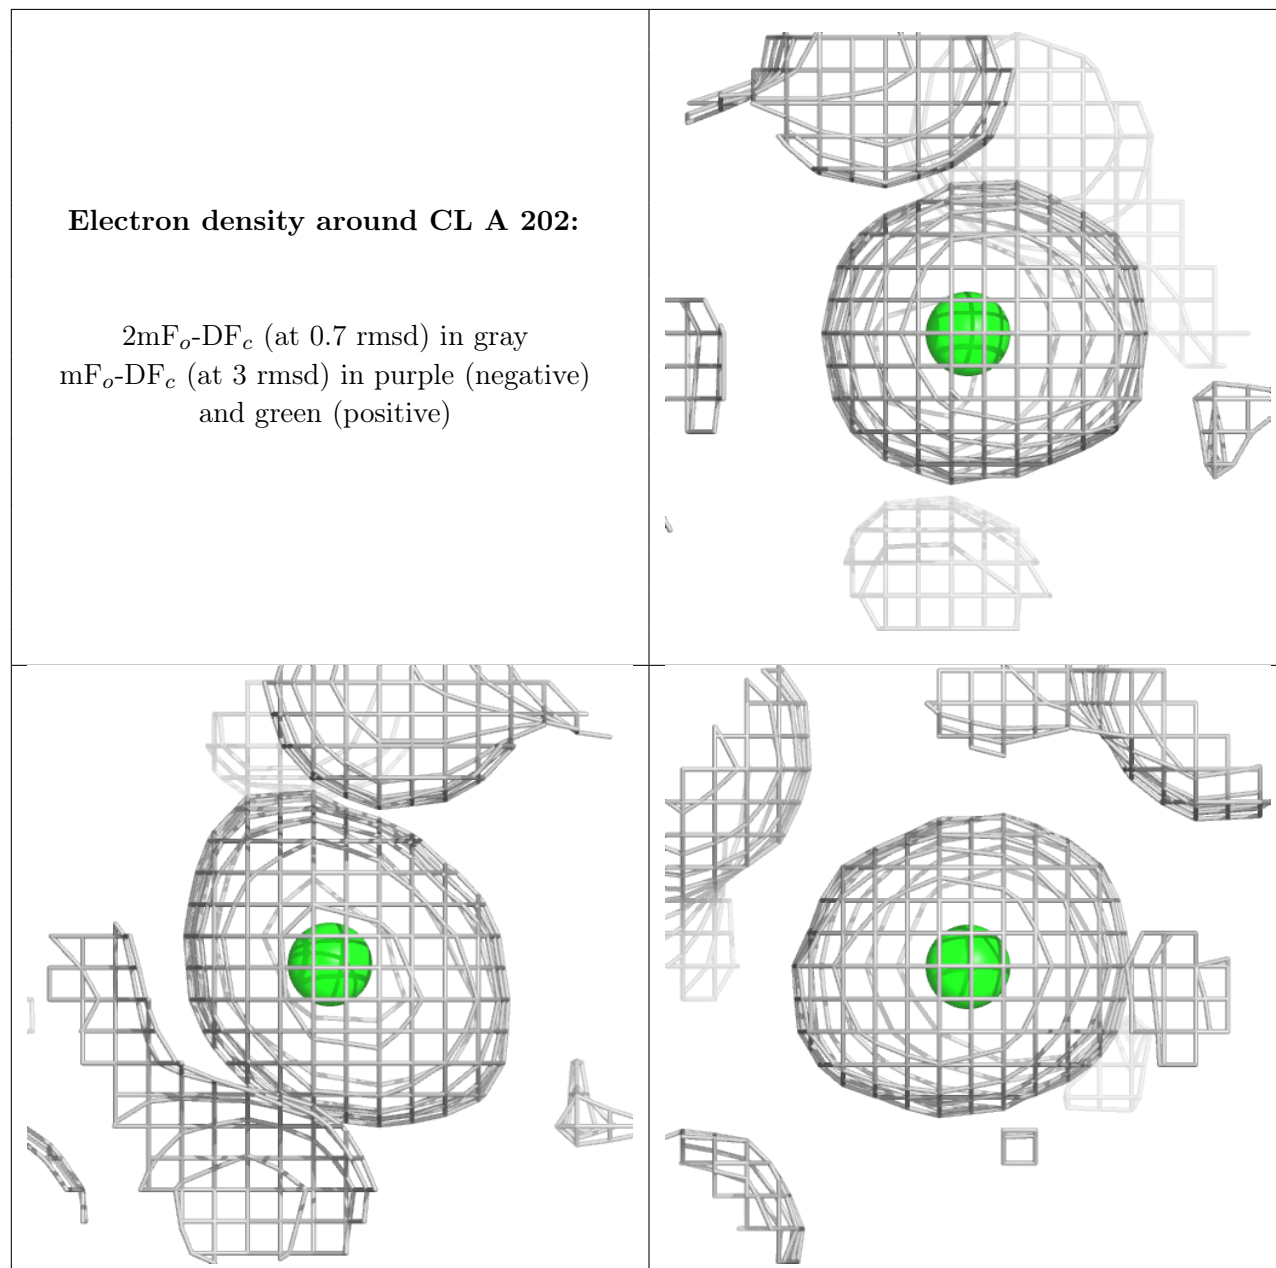 Electron density around CL A 202:
2mFo-DFc (at 0.7 rmsd) in gray
mFo-DFc (at 3 rmsd) in purple (negative)
and green (positive)